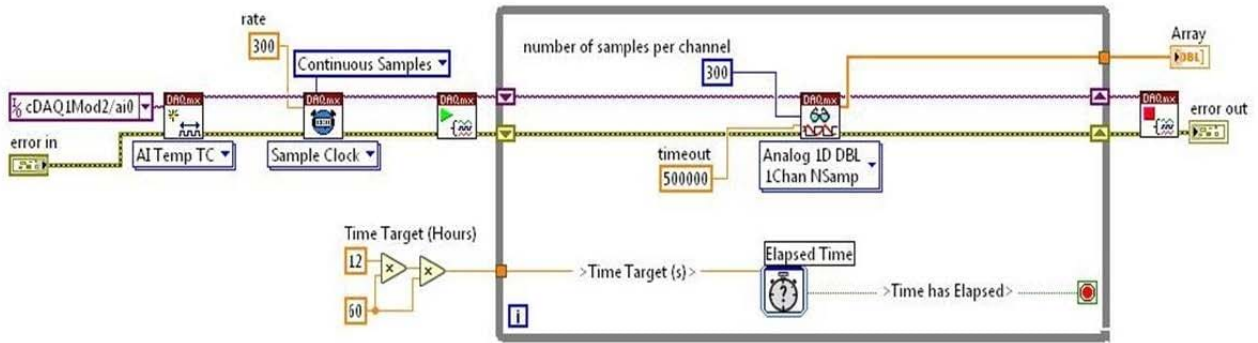 rate
300
Continuous Samples
number of samples per channel
300
Array
DBL
cDAQ1Mod2/ai0
DAQmx
DAQmx
DAQmx
DAQmx
DAQmx
error in
error out
AI Temp TC
Sample Clock
timeout
500000
Analog 1D DBL
1Chan NSamp
Time Target (Hours)
12
60
>Time Target (s)>
Elapsed Time
?
>Time has Elapsed>
i